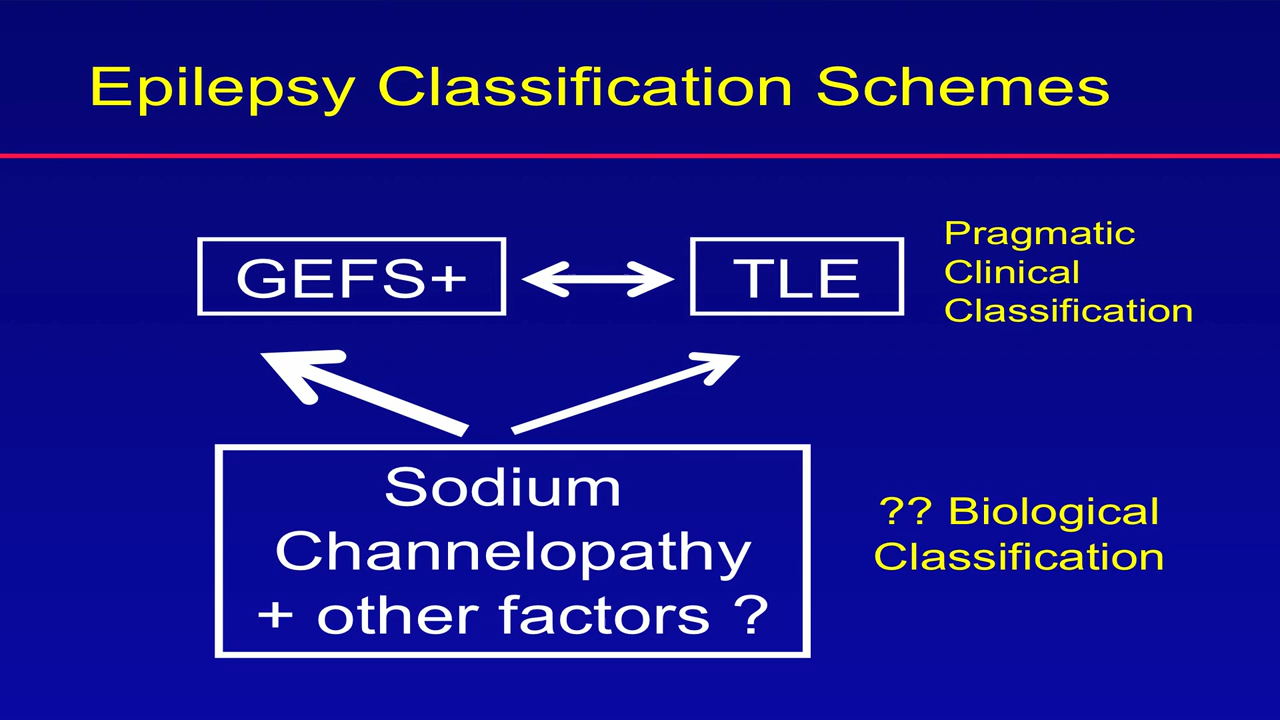 Epilepsy Classification Schemes
GEFS+
TLE
Pragmatic
Clinical
Classification
Sodium
Channelopathy
+ other factors ?
?? Biological
Classification